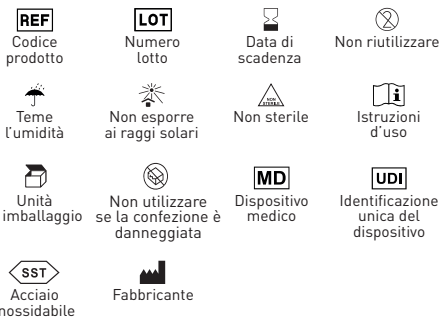 REF
LOT
2
Codice
prodotto
Numero
lotto
Data di
scadenza
Non riutilizzare
NON
STERILE
i
Teme
l'umidità
Non esporre
ai raggi solari
Non sterile
Istruzioni
d'uso
MD
UDI
Unità
imballaggio
Non utilizzare
se la confezione è
danneggiata
Dispositivo
medico
Identificazione
unica del
dispositivo
SST
Acciaio
nossidabile
Fabbricante